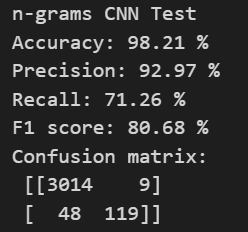 n-grams CNN Test
Accuracy: 98.21 %
Precision: 92.97 %
Recall: 71.26 %
F1 score: 80.68 %
Confusion matrix:
[[3014    9]
[  48  119]]